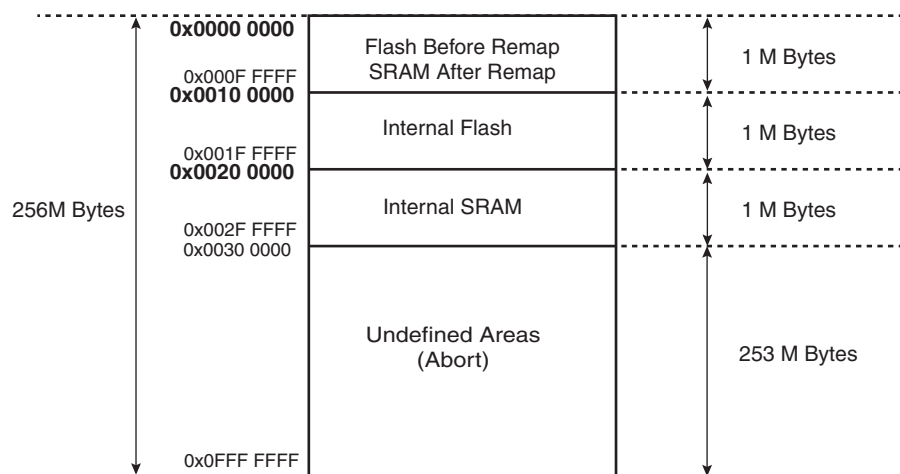 0x0000 0000
Flash Before Remap
SRAM After Remap
1 M Bytes
0x000F FFFF
0x0010 0000
Internal Flash
1 M Bytes
0x001F FFFF
0x0020 0000
256M Bytes
Internal SRAM
1 M Bytes
0x002F FFFF
0x0030 0000
Undefined Areas
(Abort)
253 M Bytes
0x0FFF FFFF